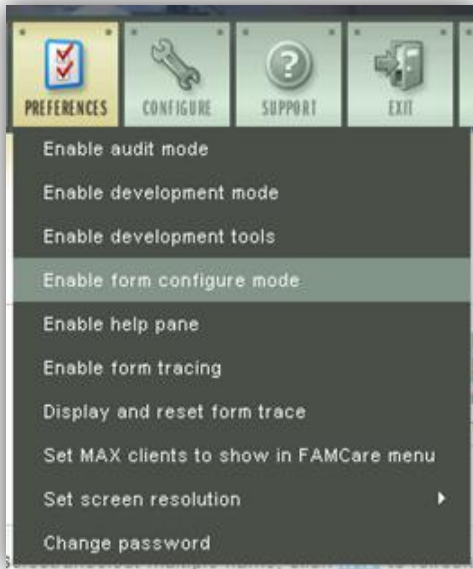 PREFERENCES CONFIGURE SUPPORT EXIT
Enable audit mode
Enable development mode
Enable development tools
Enable form configure mode
Enable help pane
Enable form tracing
Display and reset form trace
Set MAX clients to show in FAMCare menu
Set screen resolution
Change password